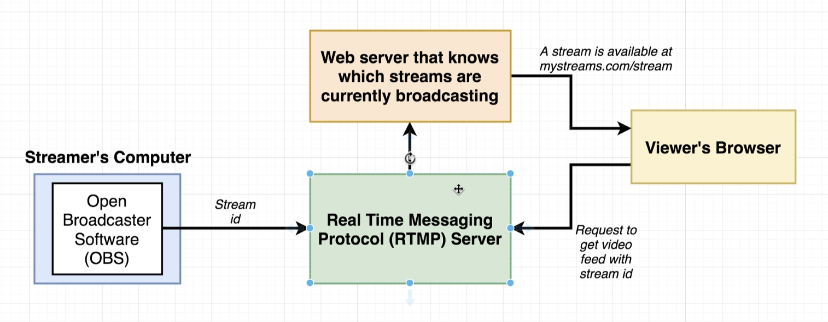 Web server that knows
which streams are
currently broadcasting
A stream is available at
mystreams.com/stream
Viewer's Browser
Streamer's Computer
Open
Broadcaster
Software
(OBS)
Stream
id
Real Time Messaging
Protocol (RTMP) Server
Request to
get video
feed with
stream id